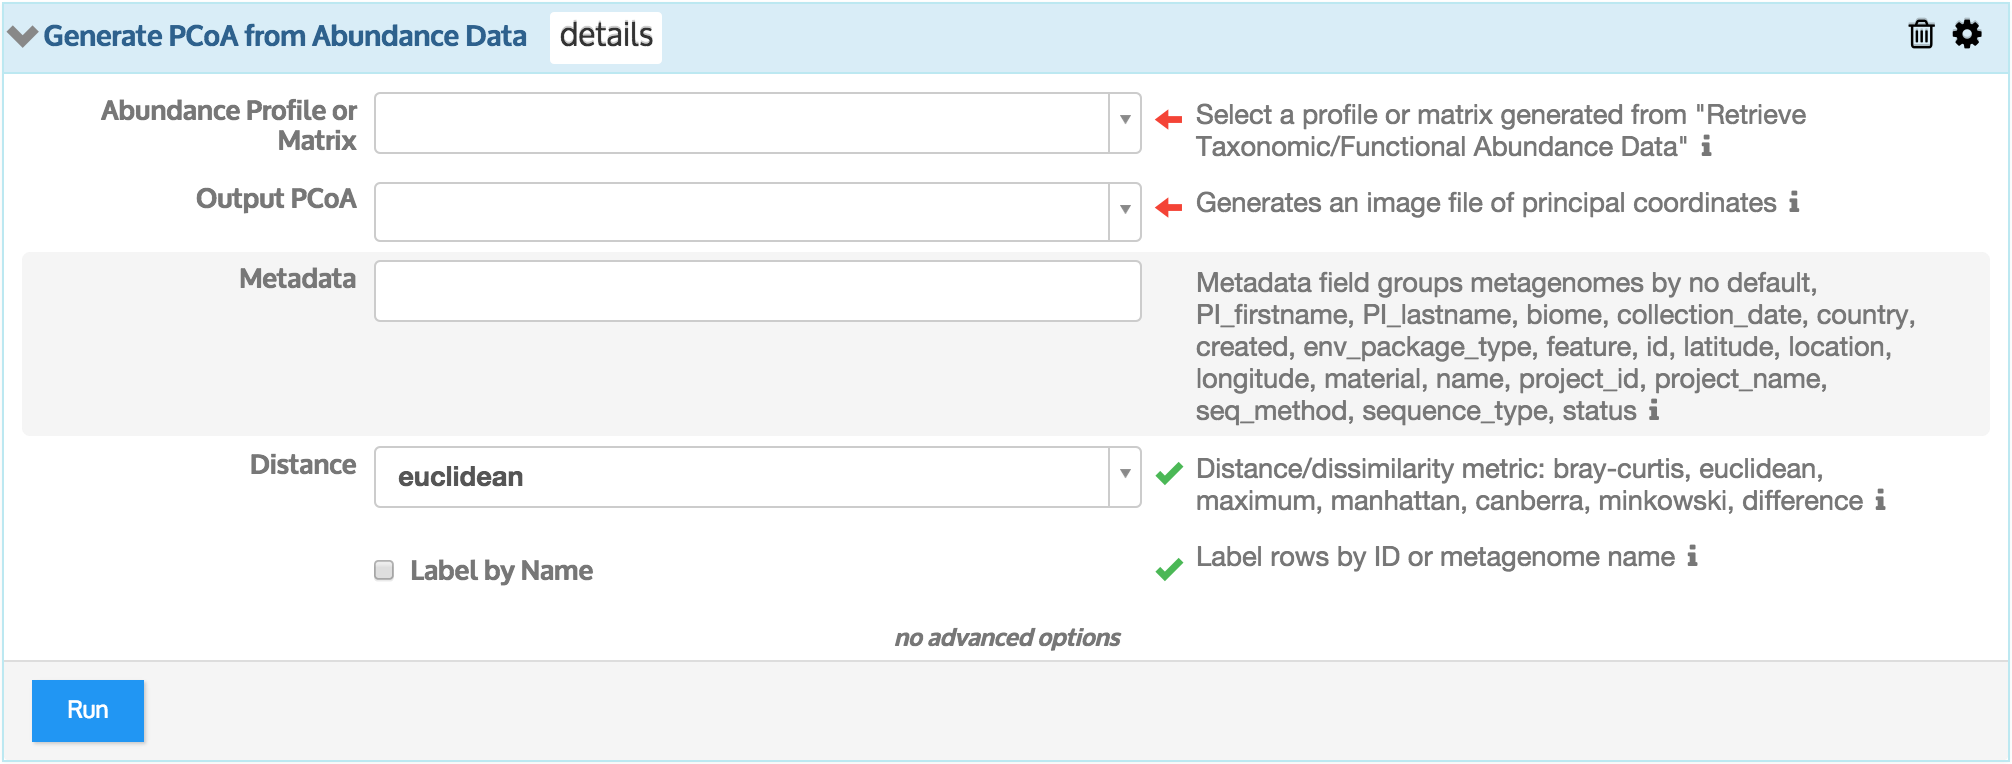 Generate PCoA from Abundance Data details
Abundance Profile or
Matrix
Select a profile or matrix generated from "Retrieve
Taxonomic/Functional Abundance Data"
Output PCoA
Generates an image file of principal coordinates
Metadata
Metadata field groups metagenomes by no default,
PI_firstname, PI_lastname, biome, collection_date, country,
created, env_package_type, feature, id, latitude, location,
longitude, material, name, project_id, project_name,
seq_method, sequence_type, status
Distance
euclidean
Distance/dissimilarity metric: bray-curtis, euclidean,
maximum, manhattan, canberra, minkowski, difference
Label by Name
Label rows by ID or metagenome name
no advanced options
Run